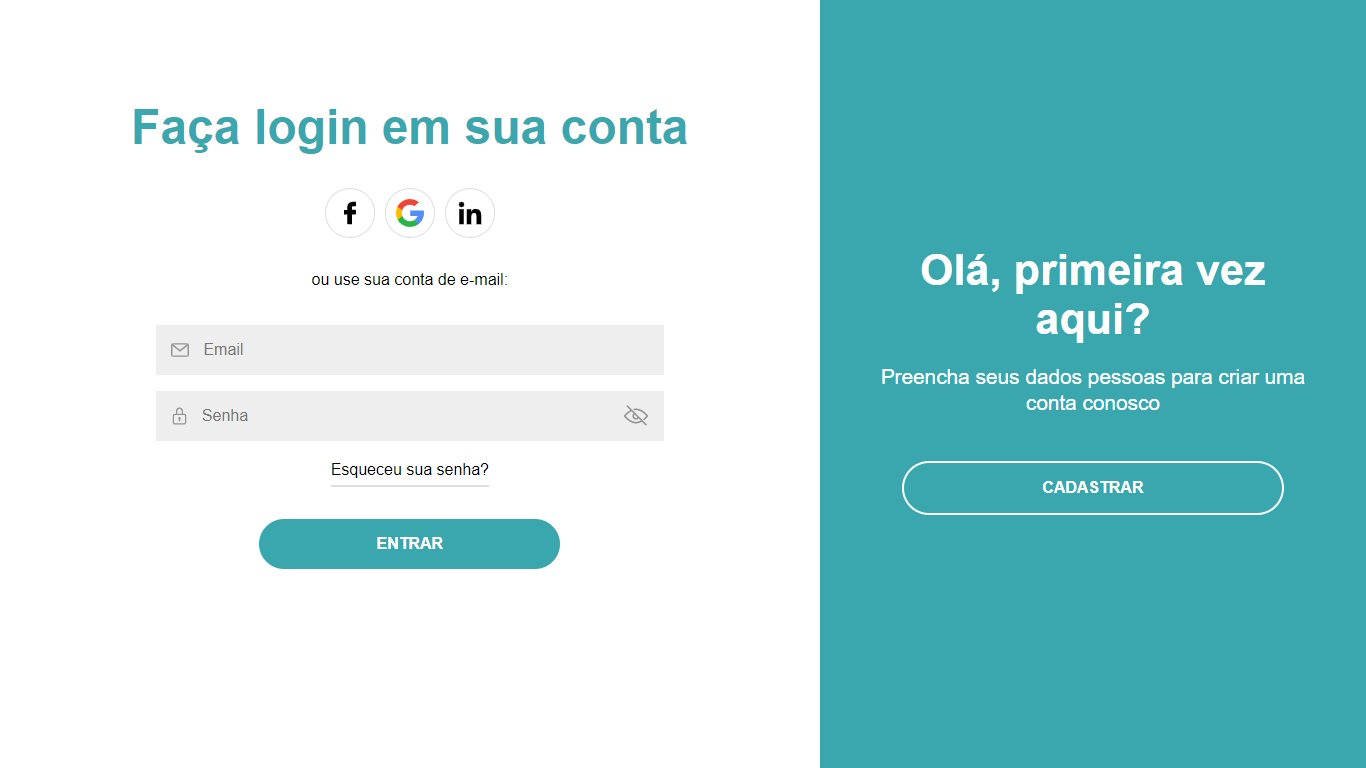 Faça login em sua conta
ou use sua conta de e-mail:
Email
Senha
Esqueceu sua senha?
ENTRAR
Olá, primeira vez
aqui?
Preencha seus dados pessoas para criar uma
conta conosco
CADASTRAR